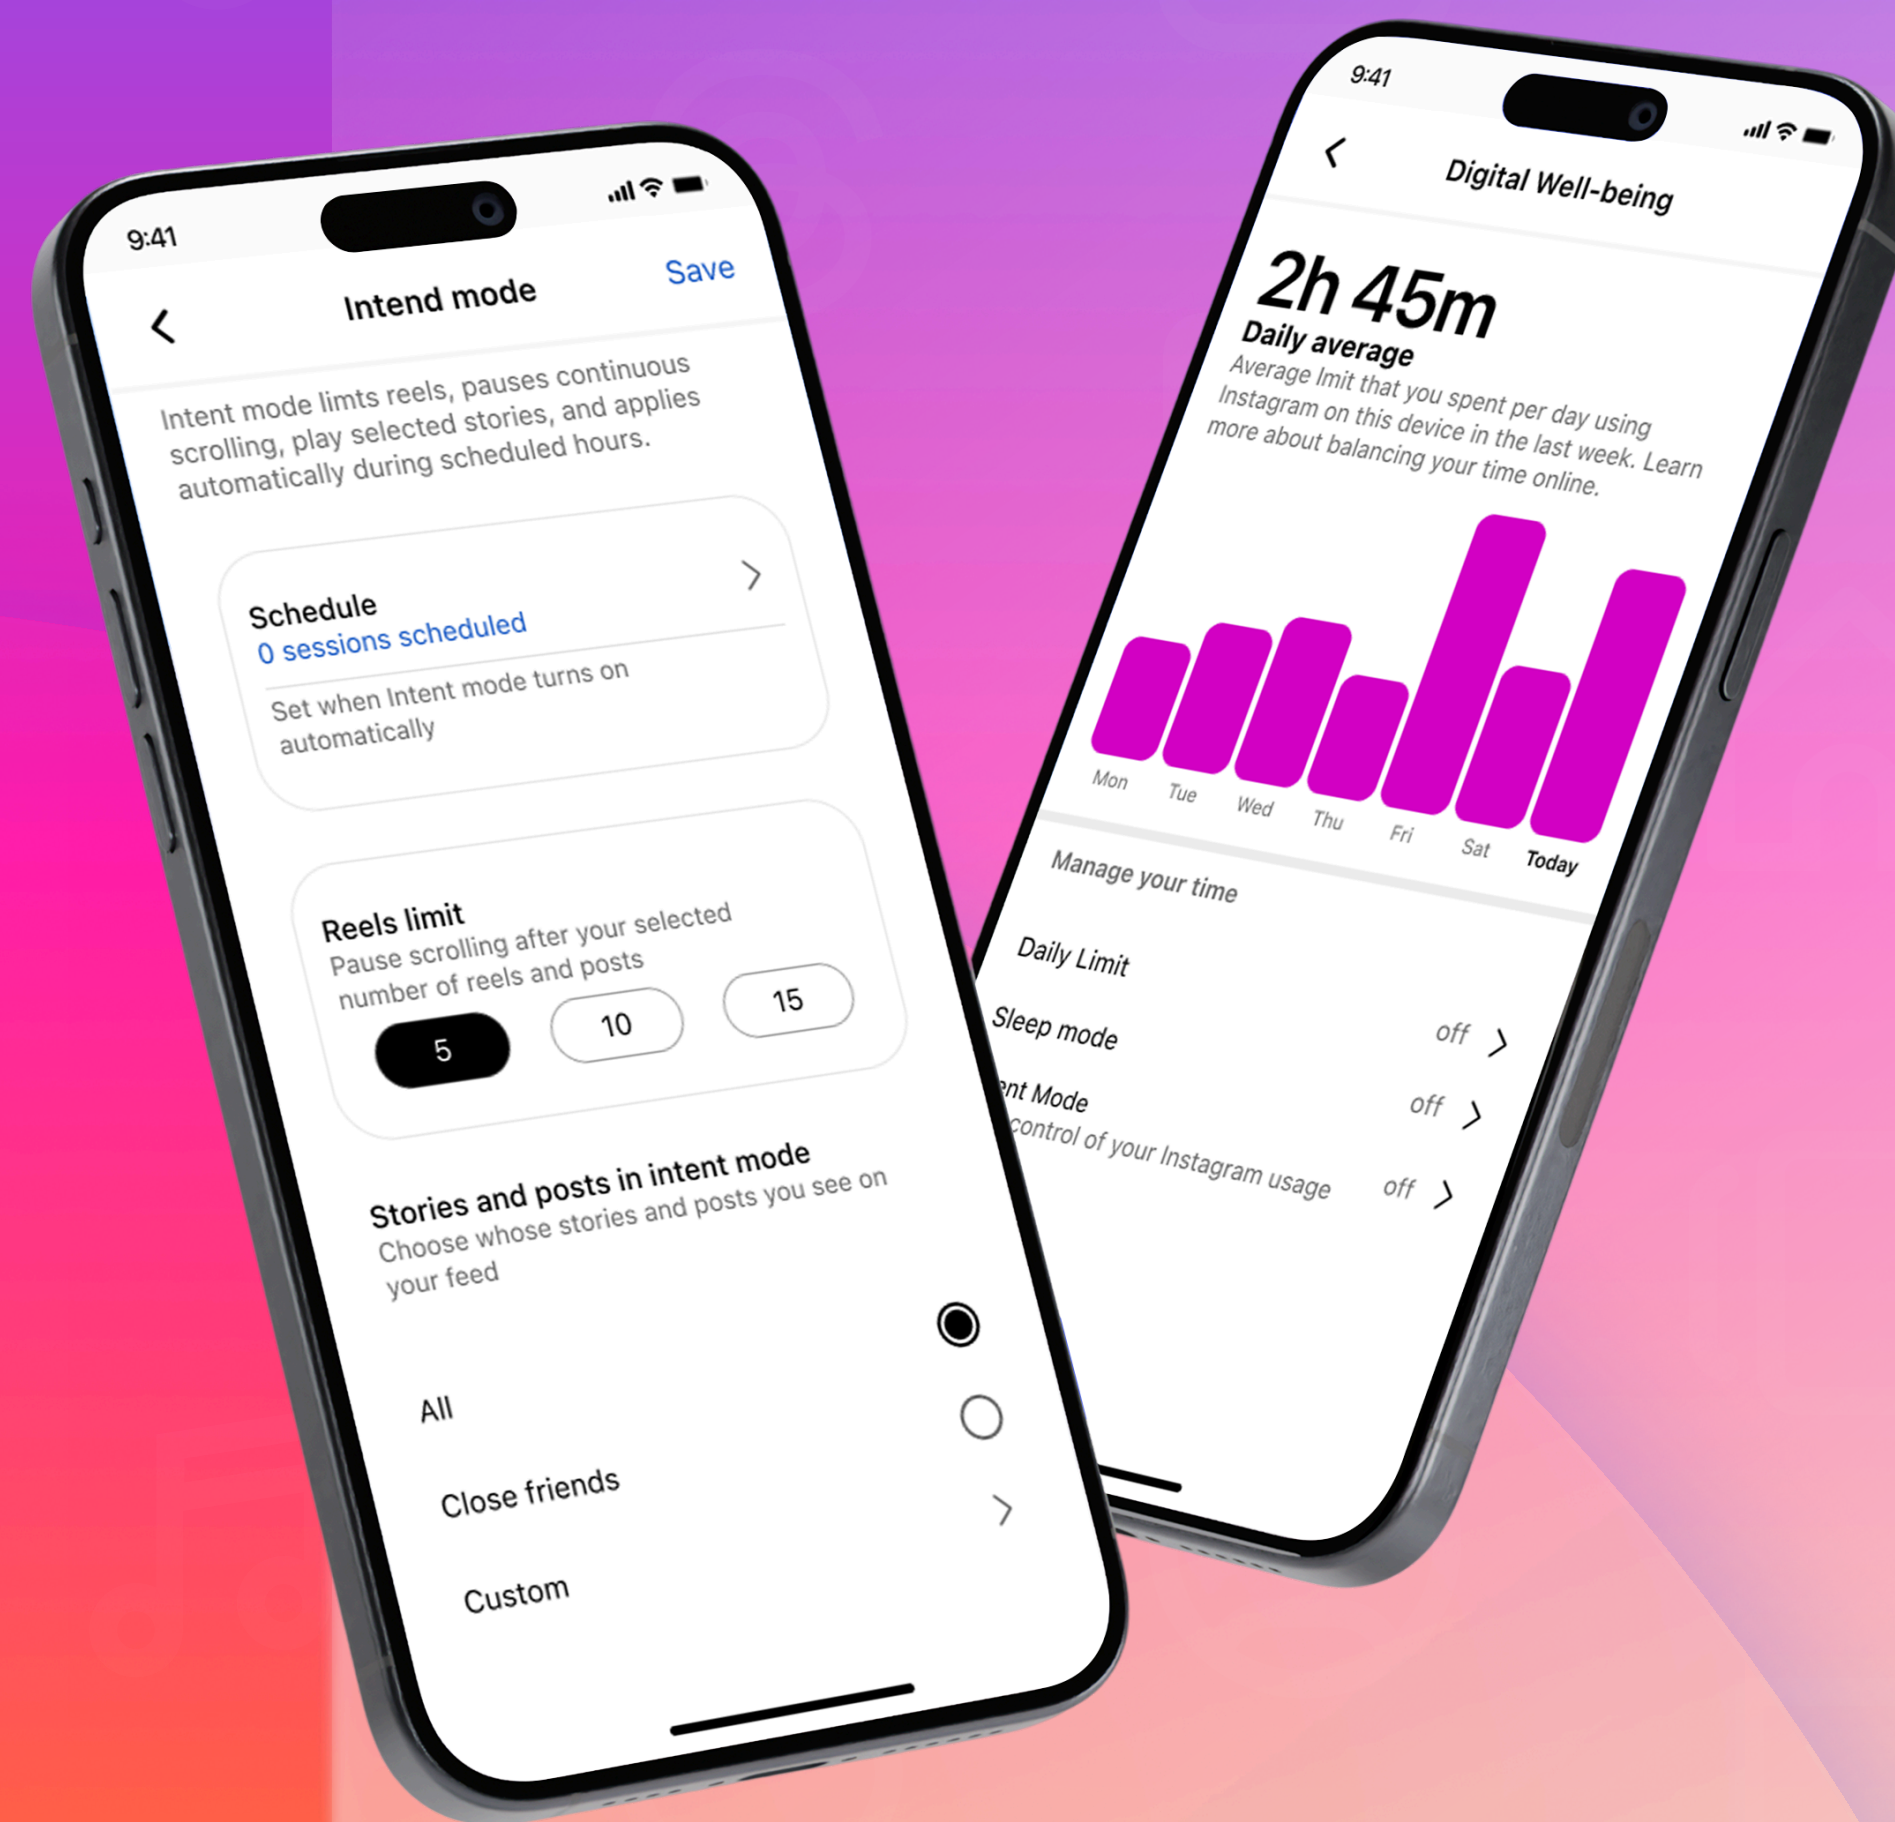 9:41
Intend mode
Save
Intent mode limts reels, pauses continuous
scrolling, play selected stories, and applies
automatically during scheduled hours.
Schedule
0 sessions scheduled
Set when Intent mode turns on
automatically
Reels limit
Pause scrolling after your selected
number of reels and posts
5
10
15
Stories and posts in intent mode
Choose whose stories and posts you see on
your feed
All
Close friends
Custom
9:41
Digital Well-being
2h 45m
Daily average
Average lmit that you spent per day using
Instagram on this device in the last week. Learn
more about balancing your time online.
Mon
Tue
Wed
Thu
Fri
Sat
Today
Manage your time
Daily Limit
off
Sleep mode
off
ent Mode
control of your Instagram usage
off